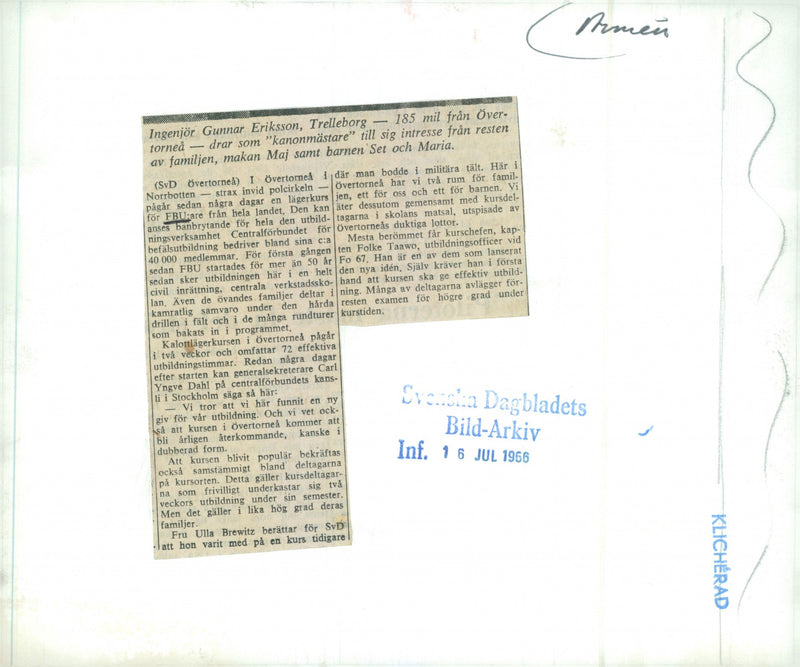 Armén
Ingenjör Gunnar Eriksson, Trelleborg — 185 mil från Över-
torneå — drar som "kanonmästare" till sig intresse från resten
av familjen, makan Maj samt barnen Set och Maria.
(SvD Övertorneå) I Övertorneå i
Norrbotten — strax invid polcirkeln —
pågår sedan några dagar en lägerkurs
för FBU:are från hela landet. Den kan
anses banbrytande för hela den utbild-
ningsverksamhet Centralförbundet för
befälsutbildning bedriver bland sina c:a
40 000 medlemmar. För första gången
sedan FBU startades för mer än 50 år
sedan sker utbildningen här i en helt
civil inrättning, centrala verkstadssko-
lan. Även de övandes familjer deltar i
kamratlig samvaro under den hårda
drillen i fält och i de många rundturer
som bakats in i programmet.
Kalottlägerkursen i Övertorneå pågår
i två veckor och omfattar 72 effektiva
utbildningstimmar. Redan några dagar
efter starten kan generalsekreterare Carl
Yngve Dahl på centralförbundets kans-
li i Stockholm säga så här:
— Vi tror att vi här funnit en ny
giv för vår utbildning. Och vi vet ock-
så att kursen i Övertorneå kommer att
bli årligen återkommande, kanske i
dubberad form.
Att kursen blivit populär bekräftas
också samstämmigt bland deltagarna
på kursorten. Detta gäller kursdeltagar-
na som frivilligt underkastar sig två
veckors utbildning under sin semester.
Men det gäller i lika hög grad deras
familjer.
Fru Ulla Brewitz berättar för SvD
att hon varit med på en kurs tidigare
där man bodde i militära tält. Här i
Övertorneå har vi två rum för famil-
jen, ett för oss och ett för barnen. Vi
äter dessutom gemensamt med kursdel-
tagarna i skolans matsal, utspisade av
Övertorneås duktiga lottor.
Mesta berömmet får kurschefen, kap-
ten Folke Taawo, utbildningsofficer vid
Fo 67. Han är en av dem som lanserat
den nya idén. Själv kräver han i första
hand att kursen ska ge effektiv utbild-
ning. Många av deltagarna avlägger för-
resten examen för högre grad under
kurstiden.
Svenska Dagbladets
Bild-Arkiv
Inf. 16 JUL 1966
KLICHÉRAD